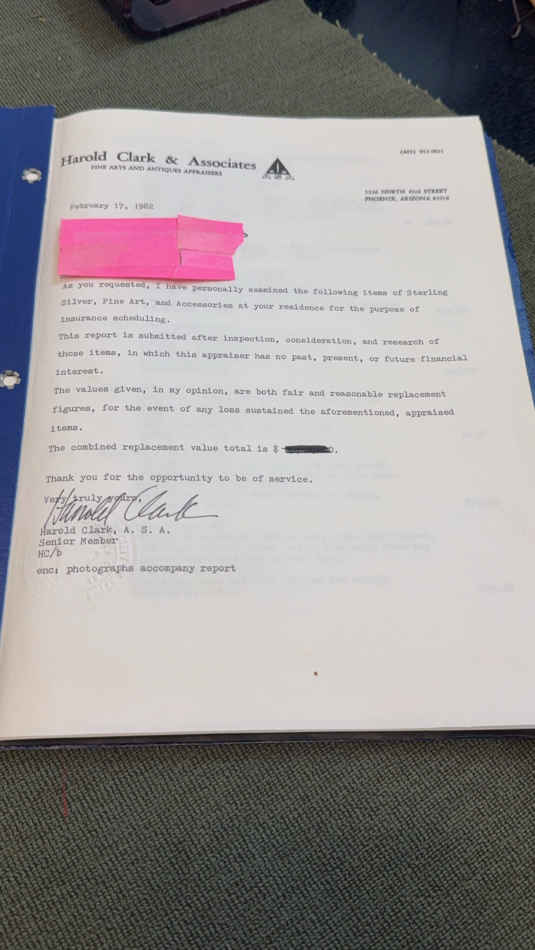 Harold Clark & Associates
FINE ARTS AND ANTIQUES APPRAISERS
NORTH STREET
PHOENIX, ARIZONA
February 17, 1982
As you requested, I have personally examined the following items of Sterling
Silver, Fine Art, and Accessories at your residence for the purpose of
insurance scheduling.
This report is submitted after inspection, consideration, and research of
those items, in which this appraiser has no past, present, or future financial
interest.
The values given, in my opinion, are both fair and reasonable replacement
figures, for the event of any loss sustained the aforementioned, appraised
items.
The combined replacement value total is $
Thank you for the opportunity to be of service.
Very truly yours,
Harold Clark
Harold Clark, A. S. A.
Senior Member
HC/b
enc: photographs accompany report